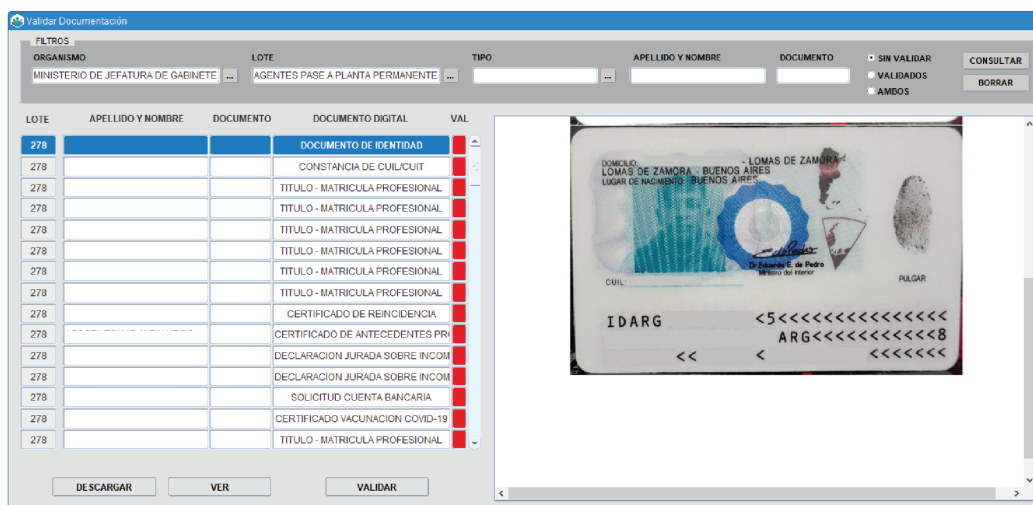 Validar Documentación
FILTROS
ORGANISMO LOTE TIPO APELLIDO Y NOMBRE DOCUMENTO
MINISTERIO DE JEFATURA DE GABINETE ... AGENTES PASE A PLANTA PERMANENTE ... ...
SIN VALIDAR
VALIDADOS
AMBOS
CONSULTAR
BORRAR
LOTE APELLIDO Y NOMBRE DOCUMENTO DOCUMENTO DIGITAL VAL
278 DOCUMENTO DE IDENTIDAD
278 CONSTANCIA DE CUIL/CUIT
278 TITULO - MATRICULA PROFESIONAL
278 TITULO - MATRICULA PROFESIONAL
278 TITULO - MATRICULA PROFESIONAL
278 TITULO - MATRICULA PROFESIONAL
278 TITULO - MATRICULA PROFESIONAL
278 TITULO - MATRICULA PROFESIONAL
278 CERTIFICADO DE REINCIDENCIA
278 CERTIFICADO DE ANTECEDENTES PR
278 DECLARACION JURADA SOBRE INCOM
278 DECLARACION JURADA SOBRE INCOM
278 SOLICITUD CUENTA BANCARIA
278 CERTIFICADO VACUNACION COVID-19
278 TITULO - MATRICULA PROFESIONAL
DESCARGAR VER VALIDAR
DOMICILIO: - LOMAS DE ZAMORA -
LOMAS DE ZAMORA - BUENOS AIRES
LUGAR DE NACIMIENTO: BUENOS AIRES
Dr. Eduardo E. de Pedro
Ministro del Interior
CUIL:
PULGAR
IDARG <5<<<<<<<<<<<<<<<
ARG<<<<<<<<<<<8
<< < <<<<<<<